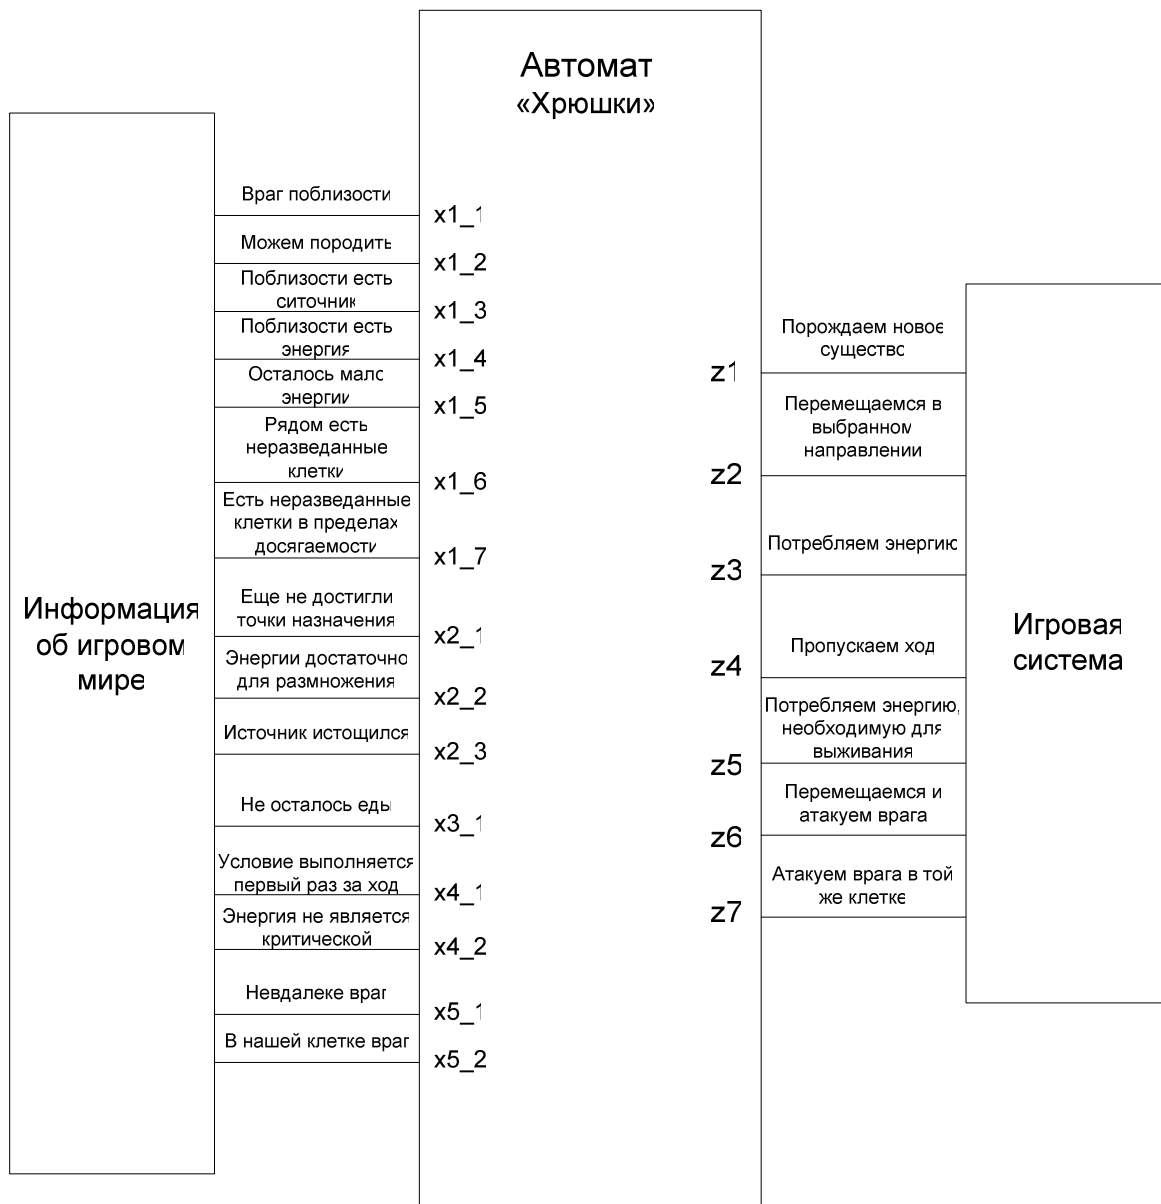 Автомат
«Хрюшки»
Враг поблизости
x1_1
Можем породить
x1_2
Поблизости есть
ситочник
x1_3
Поблизости есть
энергия
x1_4
Осталось мало
энергии
x1_5
Рядом есть
неразведанные
клетки
x1_6
Есть неразведанные
клетки в пределах
досягаемости
x1_7
Еще не достигли
точки назначения
x2_1
Энергии достаточно
для размножения
x2_2
Источник истощился
x2_3
Не осталось еды
x3_1
Условие выполняется
первый раз за ход
x4_1
Энергия не является
критической
x4_2
Невдалеке враг
x5_1
В нашей клетке враг
x5_2
Информация
об игровом
мире
Порождаем новое
существо
z1
Перемещаемся в
выбранном
направлении
z2
Потребляем энергию
z3
Пропускаем ход
z4
Потребляем энергию,
необходимую для
выживания
z5
Перемещаемся и
атакуем врага
z6
Атакуем врага в той
же клетке
z7
Игровая
система